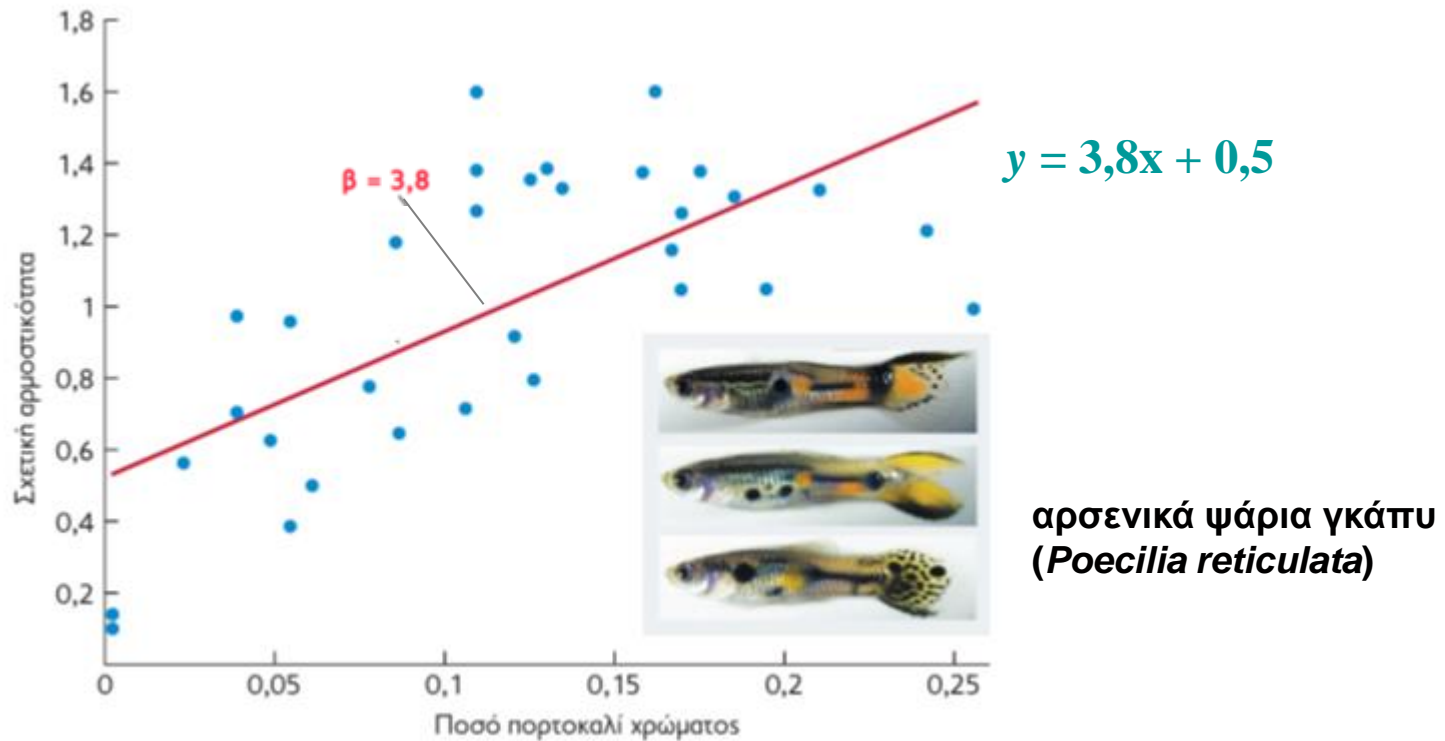 1,8
1,6
1,4
1,2
1
0,8
0,6
0,4
0,2
Σχετική αρμοστικότητα
β = 3,8
y = 3,8x + 0,5
αρσενικά ψάρια γκάπυ
(Poecilia reticulata)
0 0,05 0,1 0,15 0,2 0,25
Ποσό πορτοκαλί χρώματος